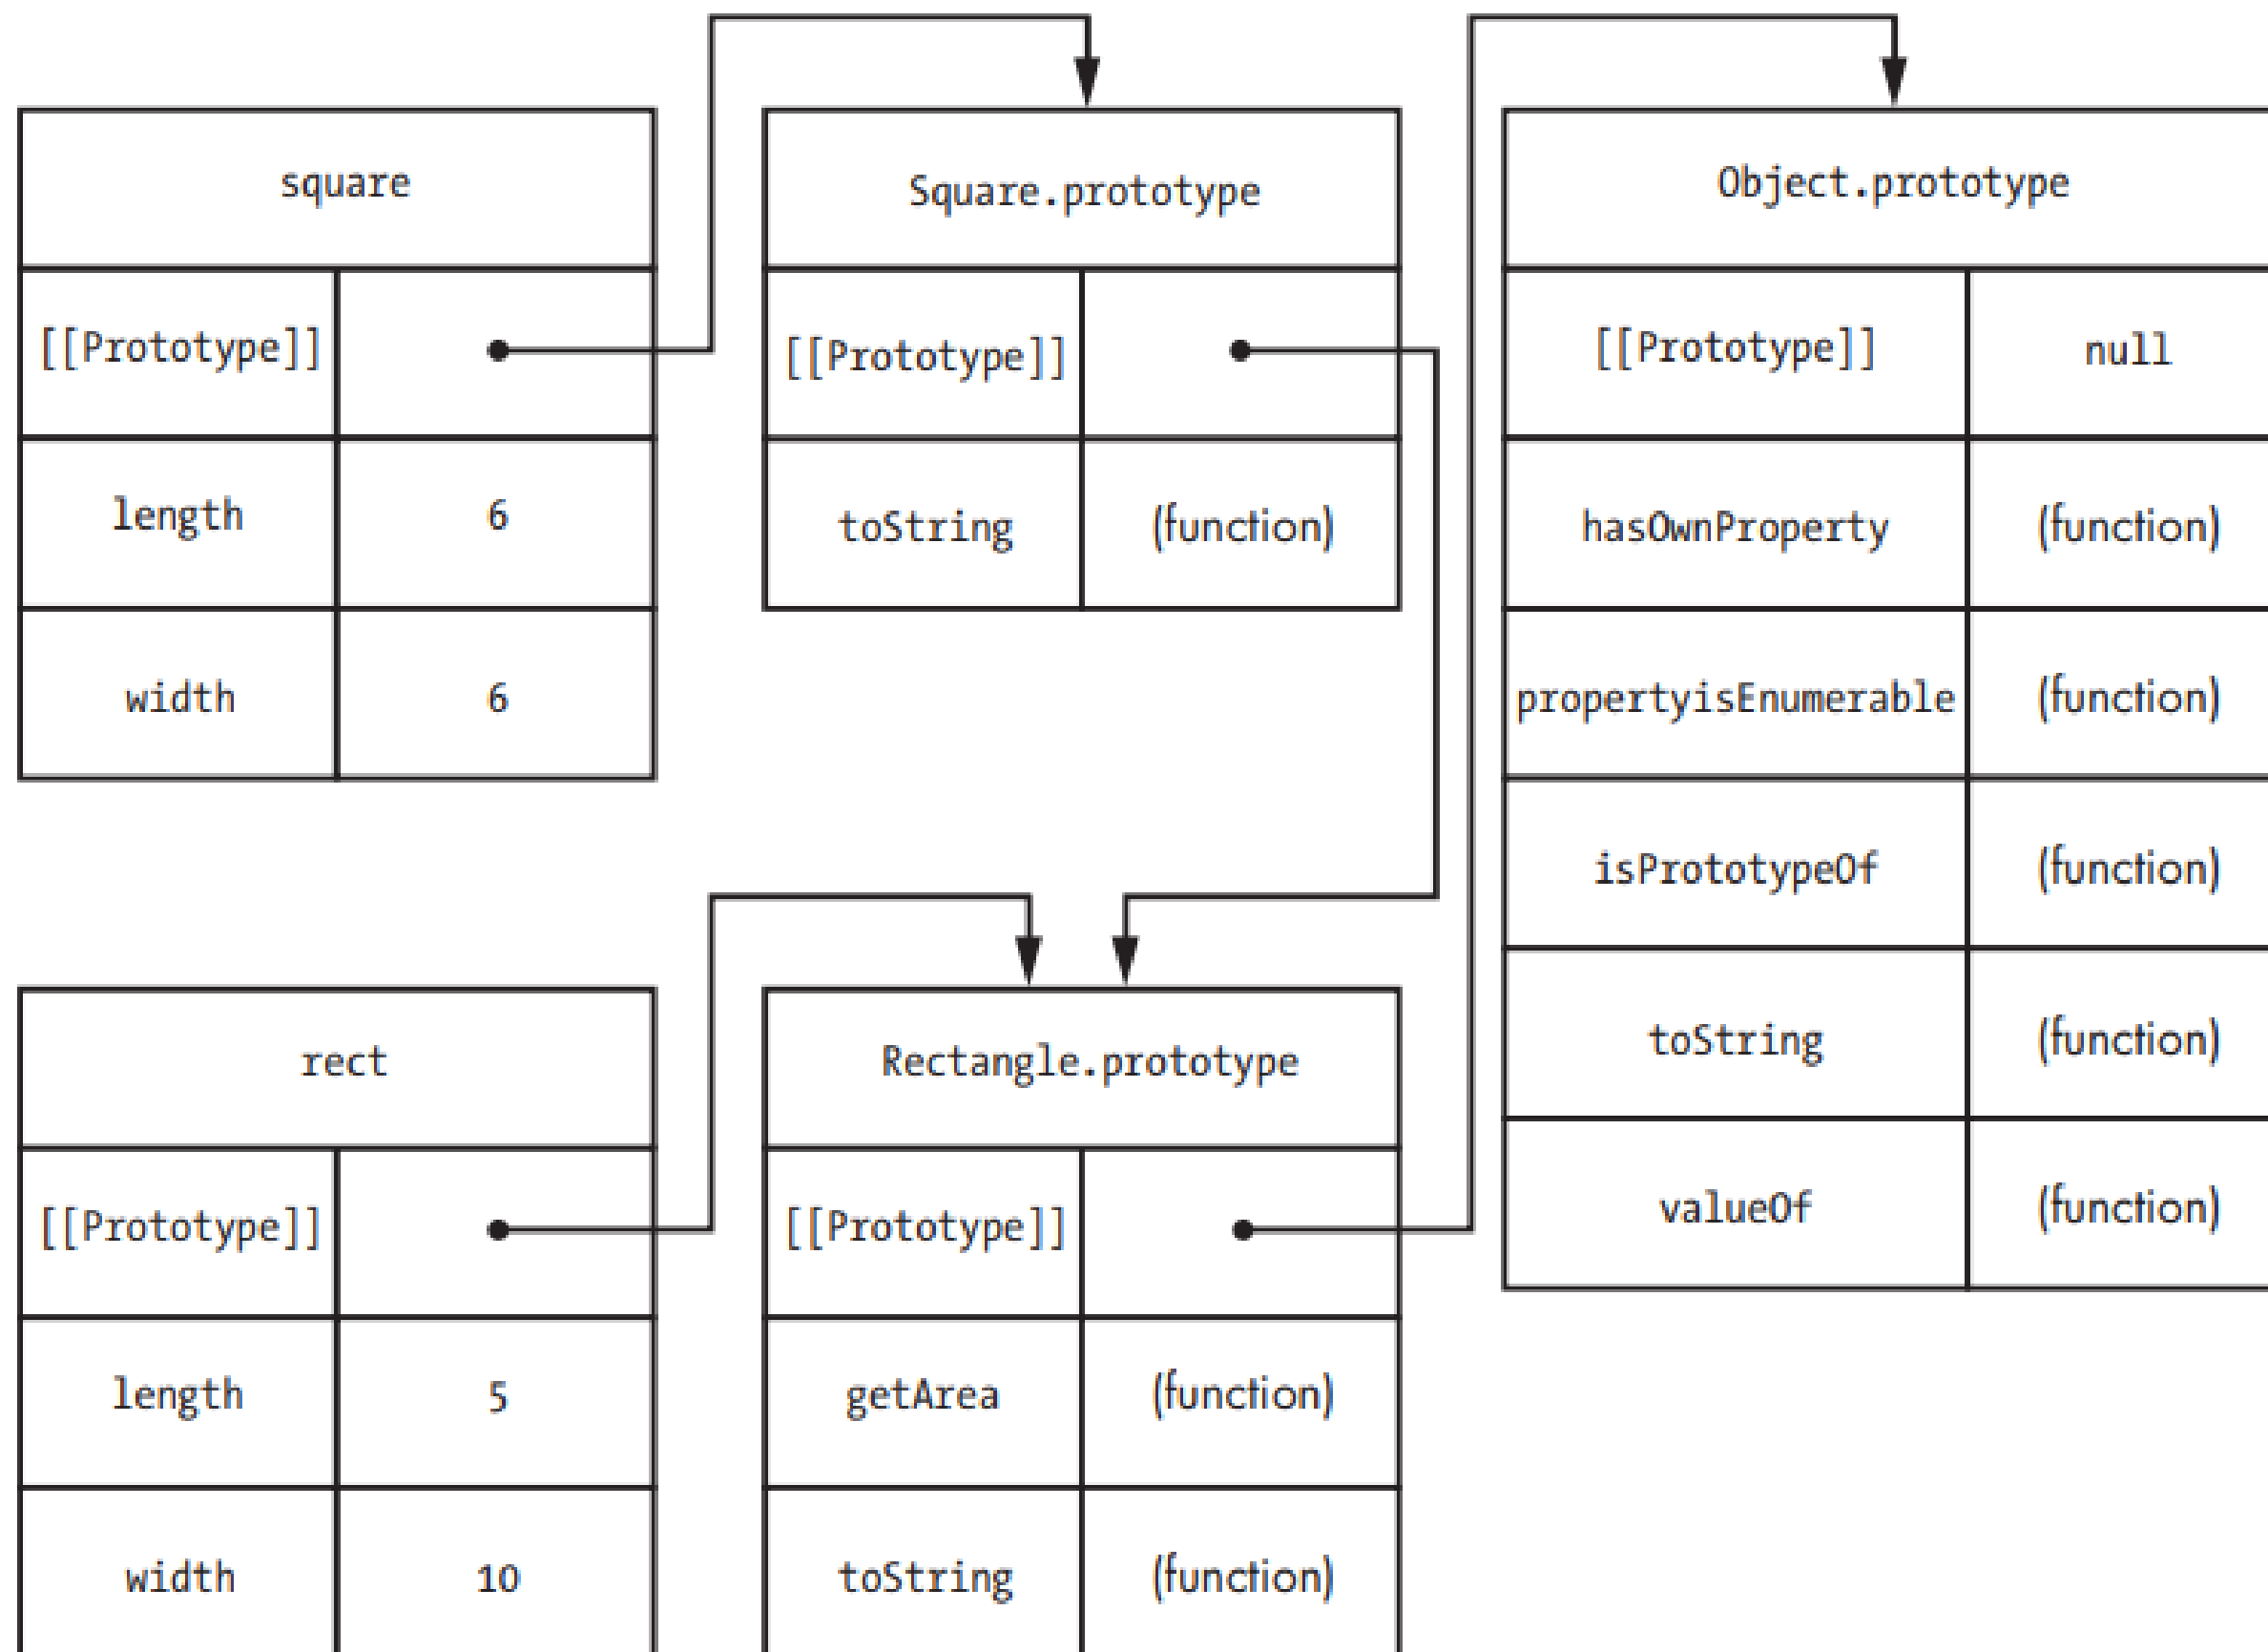 square
[[Prototype]]
length 6
width 6
Square.prototype
[[Prototype]]
toString (function)
Object.prototype
[[Prototype]] null
hasOwnProperty (function)
propertyisEnumerable (function)
isPrototypeOf (function)
toString (function)
valueOf (function)
rect
[[Prototype]]
length 5
width 10
Rectangle.prototype
[[Prototype]]
getArea (function)
toString (function)